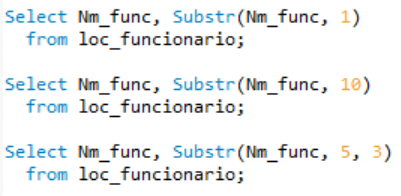 Select Nm_func, Substr(Nm_func, 1)
from loc_funcionario;
Select Nm_func, Substr(Nm_func, 10)
from loc_funcionario;
Select Nm_func, Substr(Nm_func, 5, 3)
from loc_funcionario;